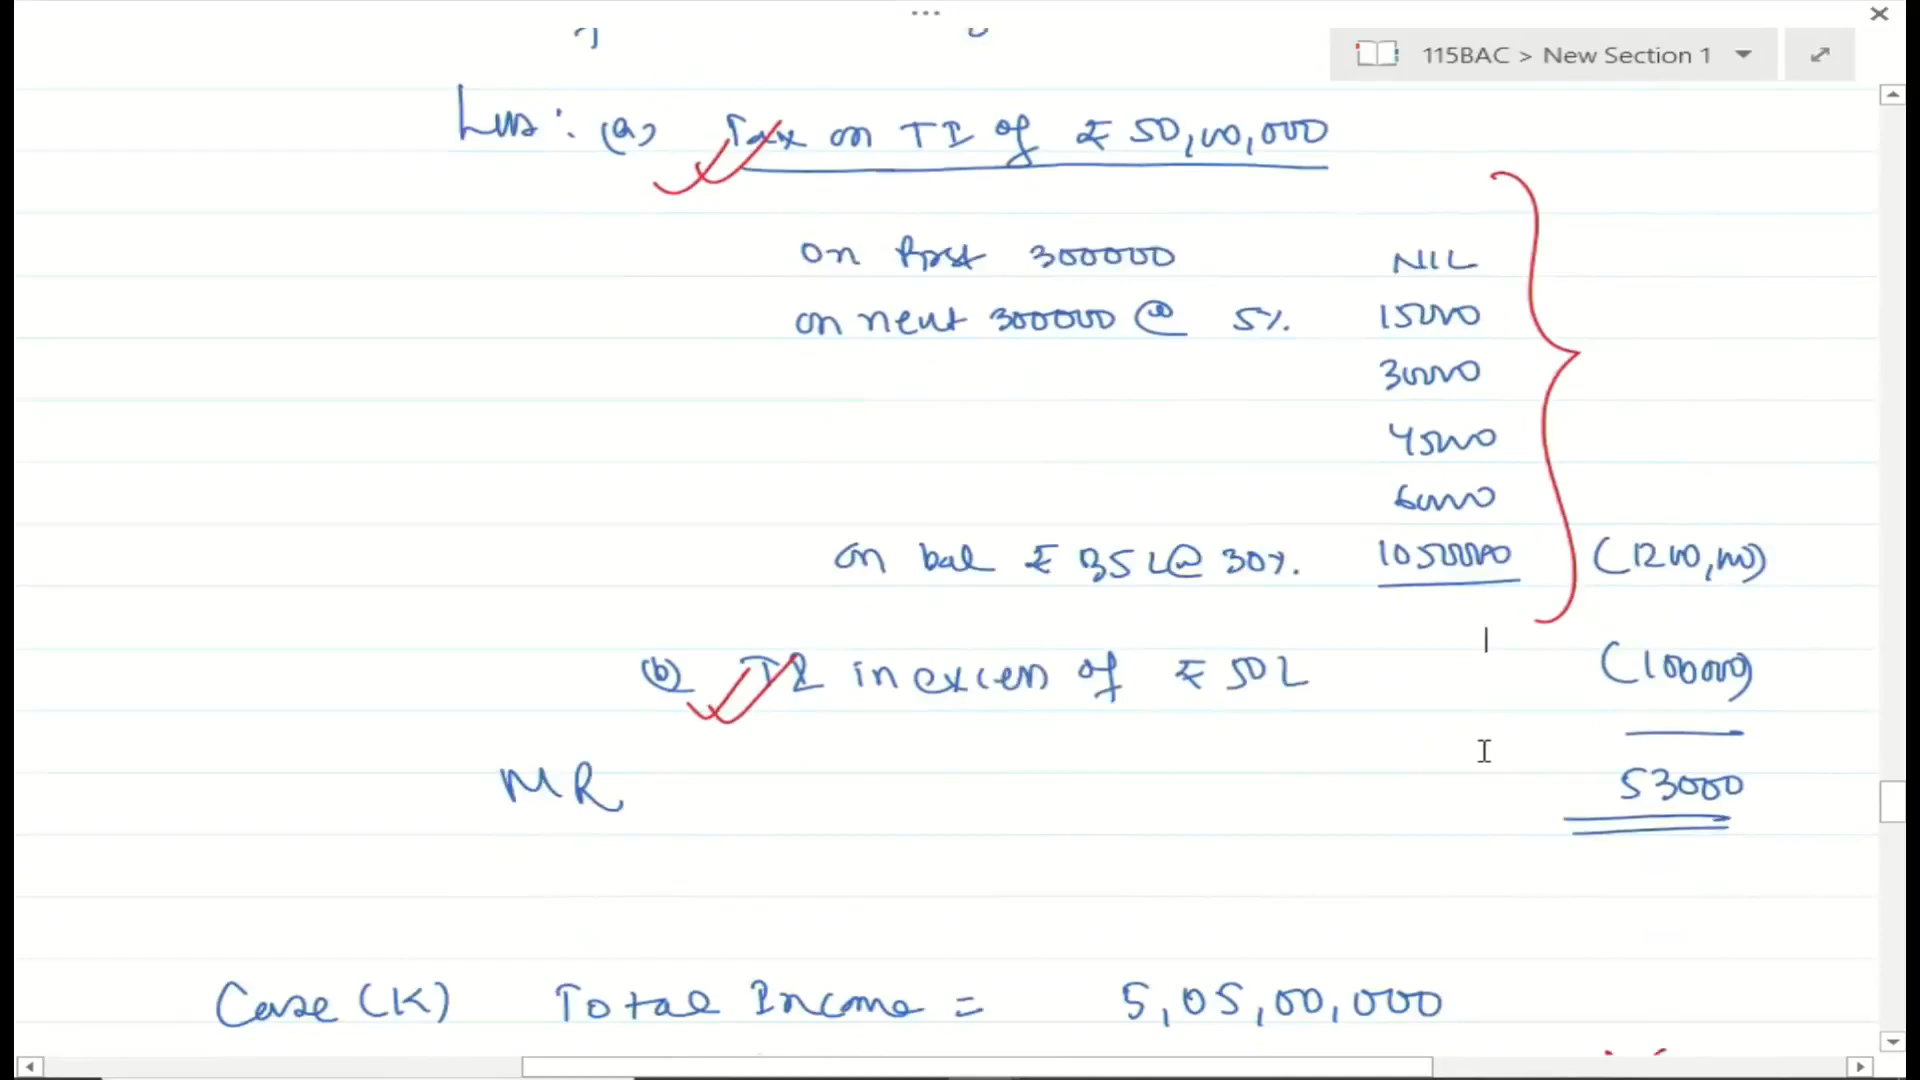 115BAC > New Section 1
Less : (a) Tax on TI of ₹ 50,00,000
on first 300000 NIL
on next 300000 @ 5% 15000
30000
45000
60000
on bal ₹ 35 L @ 30% 1050000 (1200,000)
(b) TI in excess of ₹ 50 L (100000)
MR 53000
Case (K) Total Income = 5,05,00,000